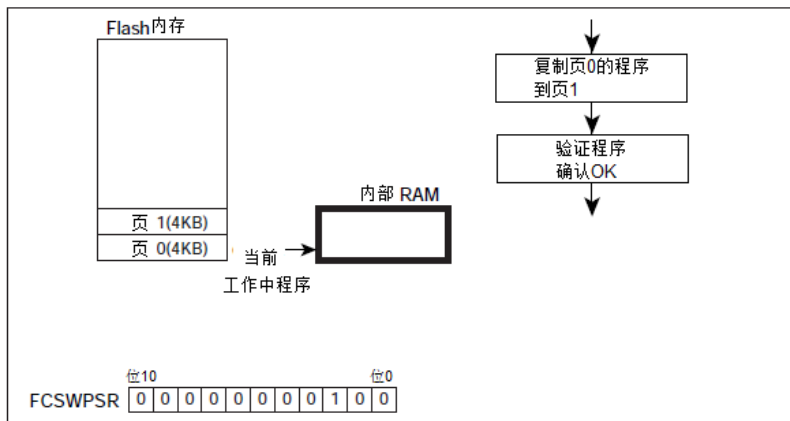 Flash内存
复制页0的程序
到页1
验证程序
确认OK
内部 RAM
页 1(4KB)
页 0(4KB)
当前
工作中程序
位10
位0
FCSWPSR 0 0 0 0 0 0 0 0 1 0 0